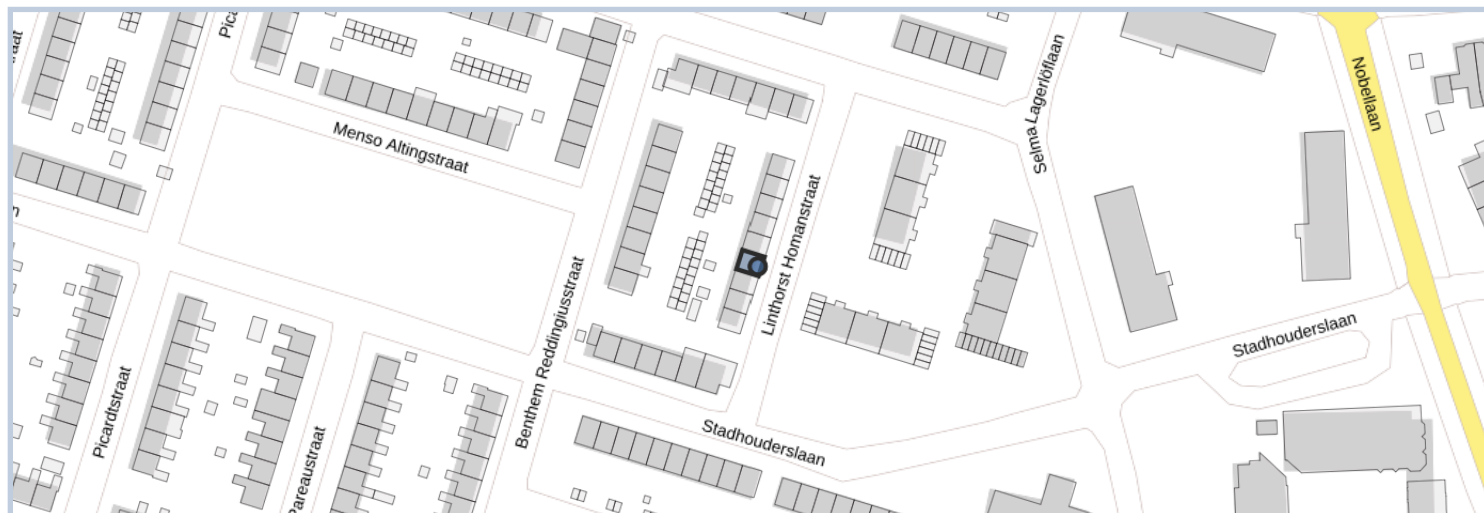 Menso Altingstraat
Selma Lagerlöflaan
Nobellaan
Linthorst Homanstraat
Benthem Reddingiusstraat
Stadhouderslaan
Picardtstraat
Pareaustraat
Stadhouderslaan